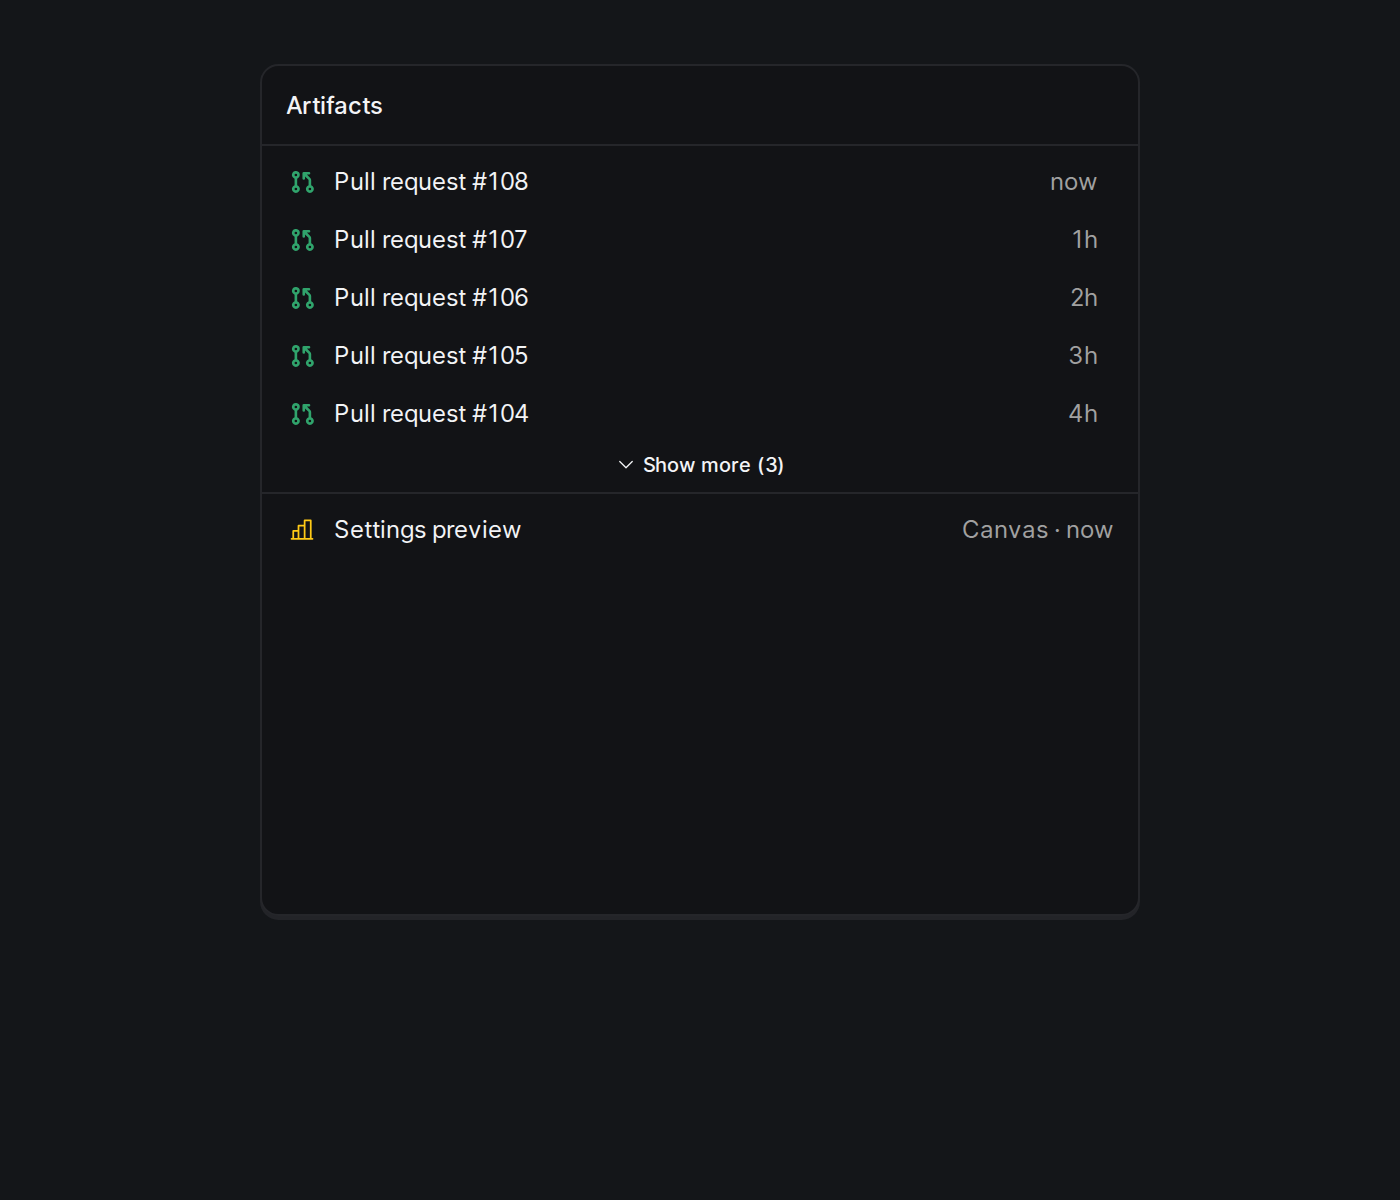 Artifacts
Pull request #108 now
Pull request #107 1h
Pull request #106 2h
Pull request #105 3h
Pull request #104 4h
Show more (3)
Settings preview Canvas · now